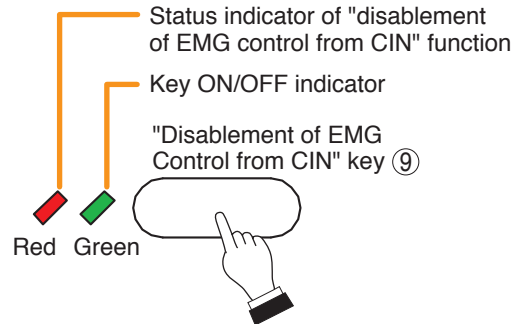 Status indicator of "disablement
of EMG control from CIN" function
Key ON/OFF indicator
"Disablement of EMG
Control from CIN" key ⑨
Red Green